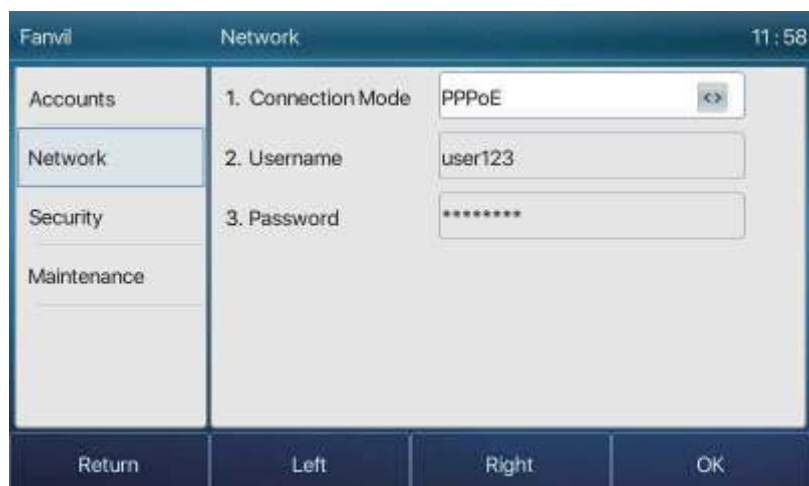 Fanvil Network 11:58
Accounts
Network
Security
Maintenance
1. Connection Mode PPPoE <>
2. Username user123
3. Password ********
Return Left Right OK